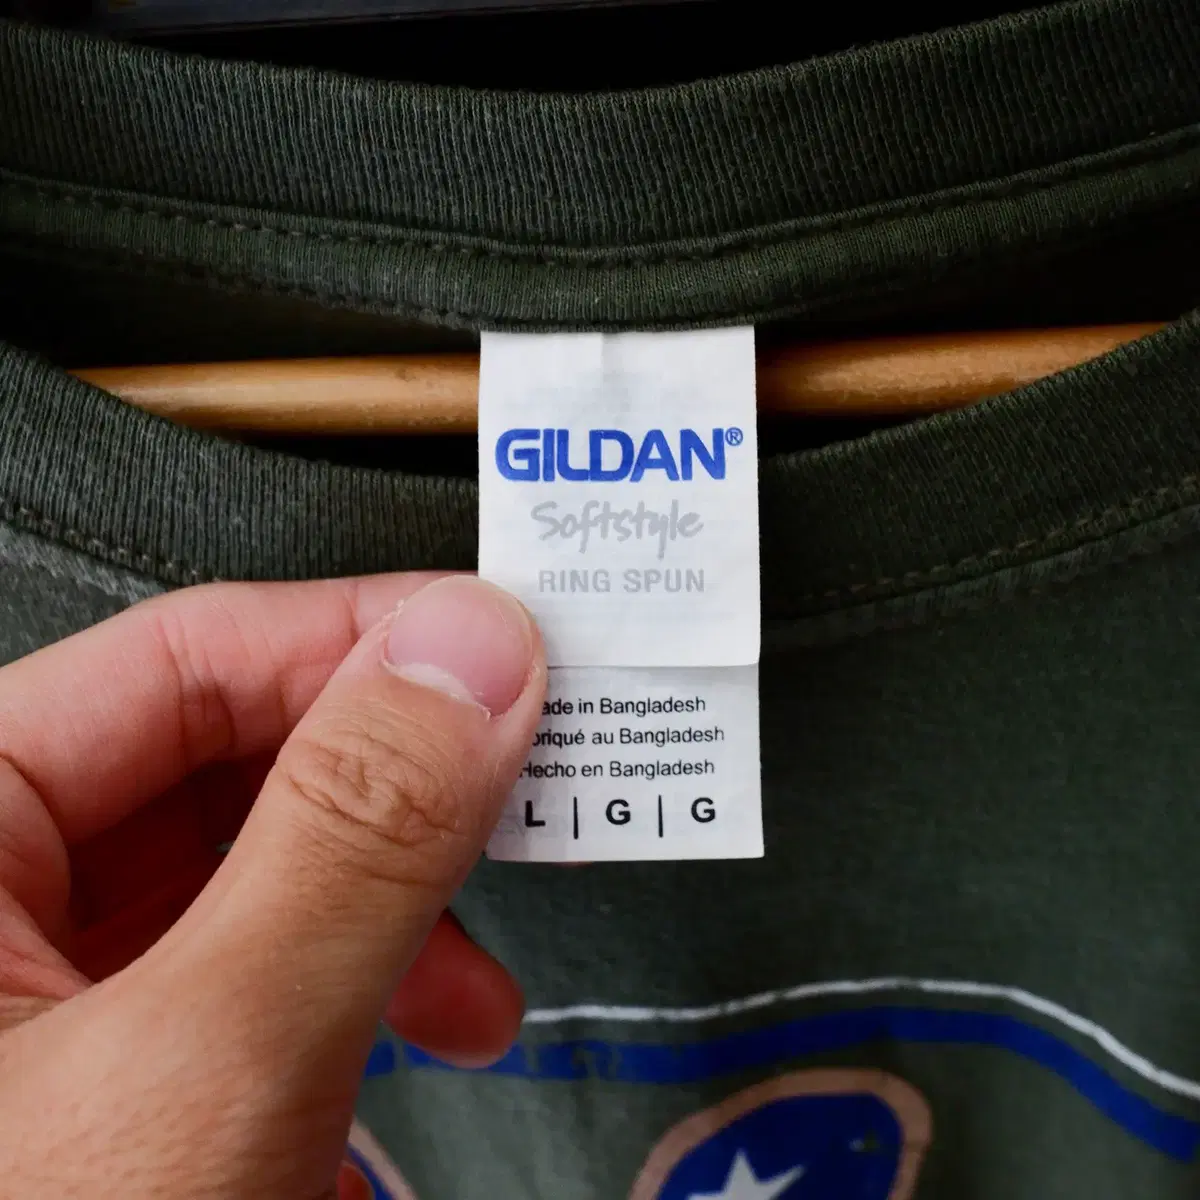 GILDAN®
Softstyle
RING SPUN
ade in Bangladesh
briqué au Bangladesh
Hecho en Bangladesh
L | G | G